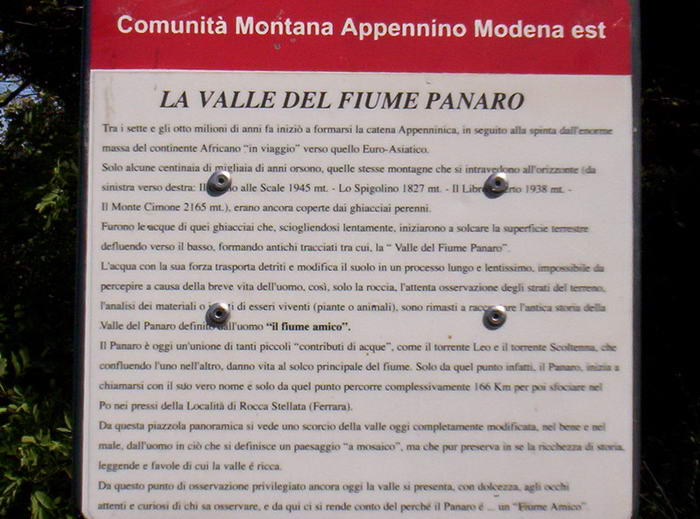 Comunità Montana Appennino Modena est
LA VALLE DEL FIUME PANARO
Tra i sette e gli otto milioni di anni fa iniziò a formarsi la catena Appenninica, in seguito alla spinta dall'enorme
massa del continente Africano "in viaggio" verso quello Euro-Asiatico.
Solo alcune centinaia di migliaia di anni orsono, quelle stesse montagne che si intravedono all'orizzonte (da
sinistra verso destra: Il alle Scale 1945 mt. - Lo Spigolino 1827 mt. - Il 1938 mt. -
Il Monte Cimone 2165 mt.), erano ancora coperte dai ghiacciai perenni.
Furono le acque di quei ghiacciai che, sciogliendosi lentamente, iniziarono a solcare la superficie terrestre
defluendo verso il basso, formando antichi tracciati tra cui, la " Valle del Fiume Panaro".
L'acqua con la sua forza trasporta detriti e modifica il suolo in un processo lungo e lentissimo, impossibile da
percepire a causa della breve vita dell'uomo, così, solo la roccia, l'attenta osservazione degli strati del terreno,
l'analisi dei materiali o di esseri viventi (piante o animali), sono rimasti a l'antica storia della
Valle del Panaro definito dall'uomo "il fiume amico".
Il Panaro è oggi un'unione di tanti piccoli "contributi di acque", come il torrente Leo e il torrente Scoltenna, che
confluendo l'uno nell'altro, danno vita al solco principale del fiume. Solo da quel punto infatti, il Panaro, inizia a
chiamarsi con il suo vero nome e solo da quel punto percorre complessivamente 166 Km per poi sfociare nel
Po nei pressi della Località di Rocca Stellata (Ferrara).
Da questa piazzola panoramica si vede uno scorcio della valle oggi completamente modificata, nel bene e nel
male, dall'uomo in ciò che si definisce un paesaggio "a mosaico", ma che pur preserva in se la ricchezza di storia,
leggende e favole di cui la valle é ricca.
Da questo punto di osservazione privilegiato ancora oggi la valle si presenta, con dolcezza, agli occhi
attenti e curiosi di chi sa osservare, e da qui ci si rende conto del perché il Panaro é ... un "Fiume Amico".